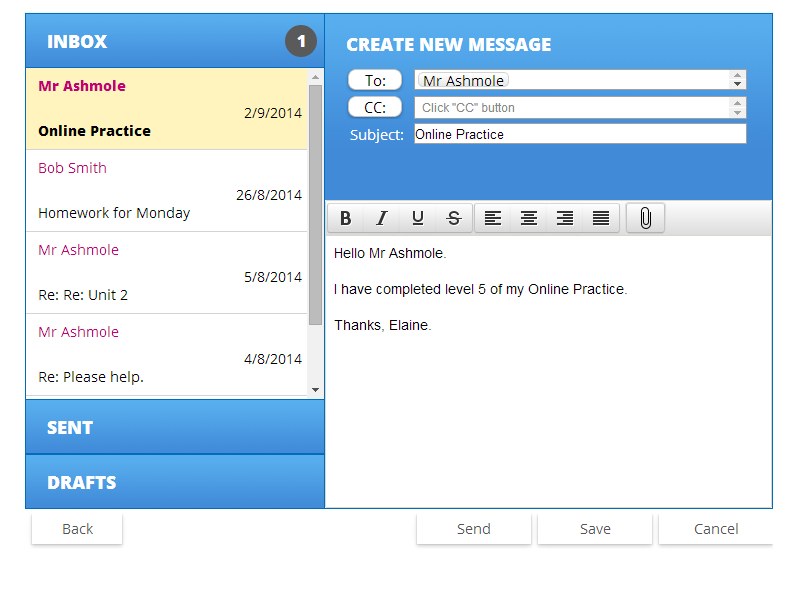 INBOX
1
Mr Ashmole
2/9/2014
Online Practice
Bob Smith
26/8/2014
Homework for Monday
Mr Ashmole
5/8/2014
Re: Re: Unit 2
Mr Ashmole
4/8/2014
Re: Please help.
SENT
DRAFTS
CREATE NEW MESSAGE
To: Mr Ashmole
CC: Click "CC" button
Subject: Online Practice
B I U S
Hello Mr Ashmole.
I have completed level 5 of my Online Practice.
Thanks, Elaine.
Back Send Save Cancel